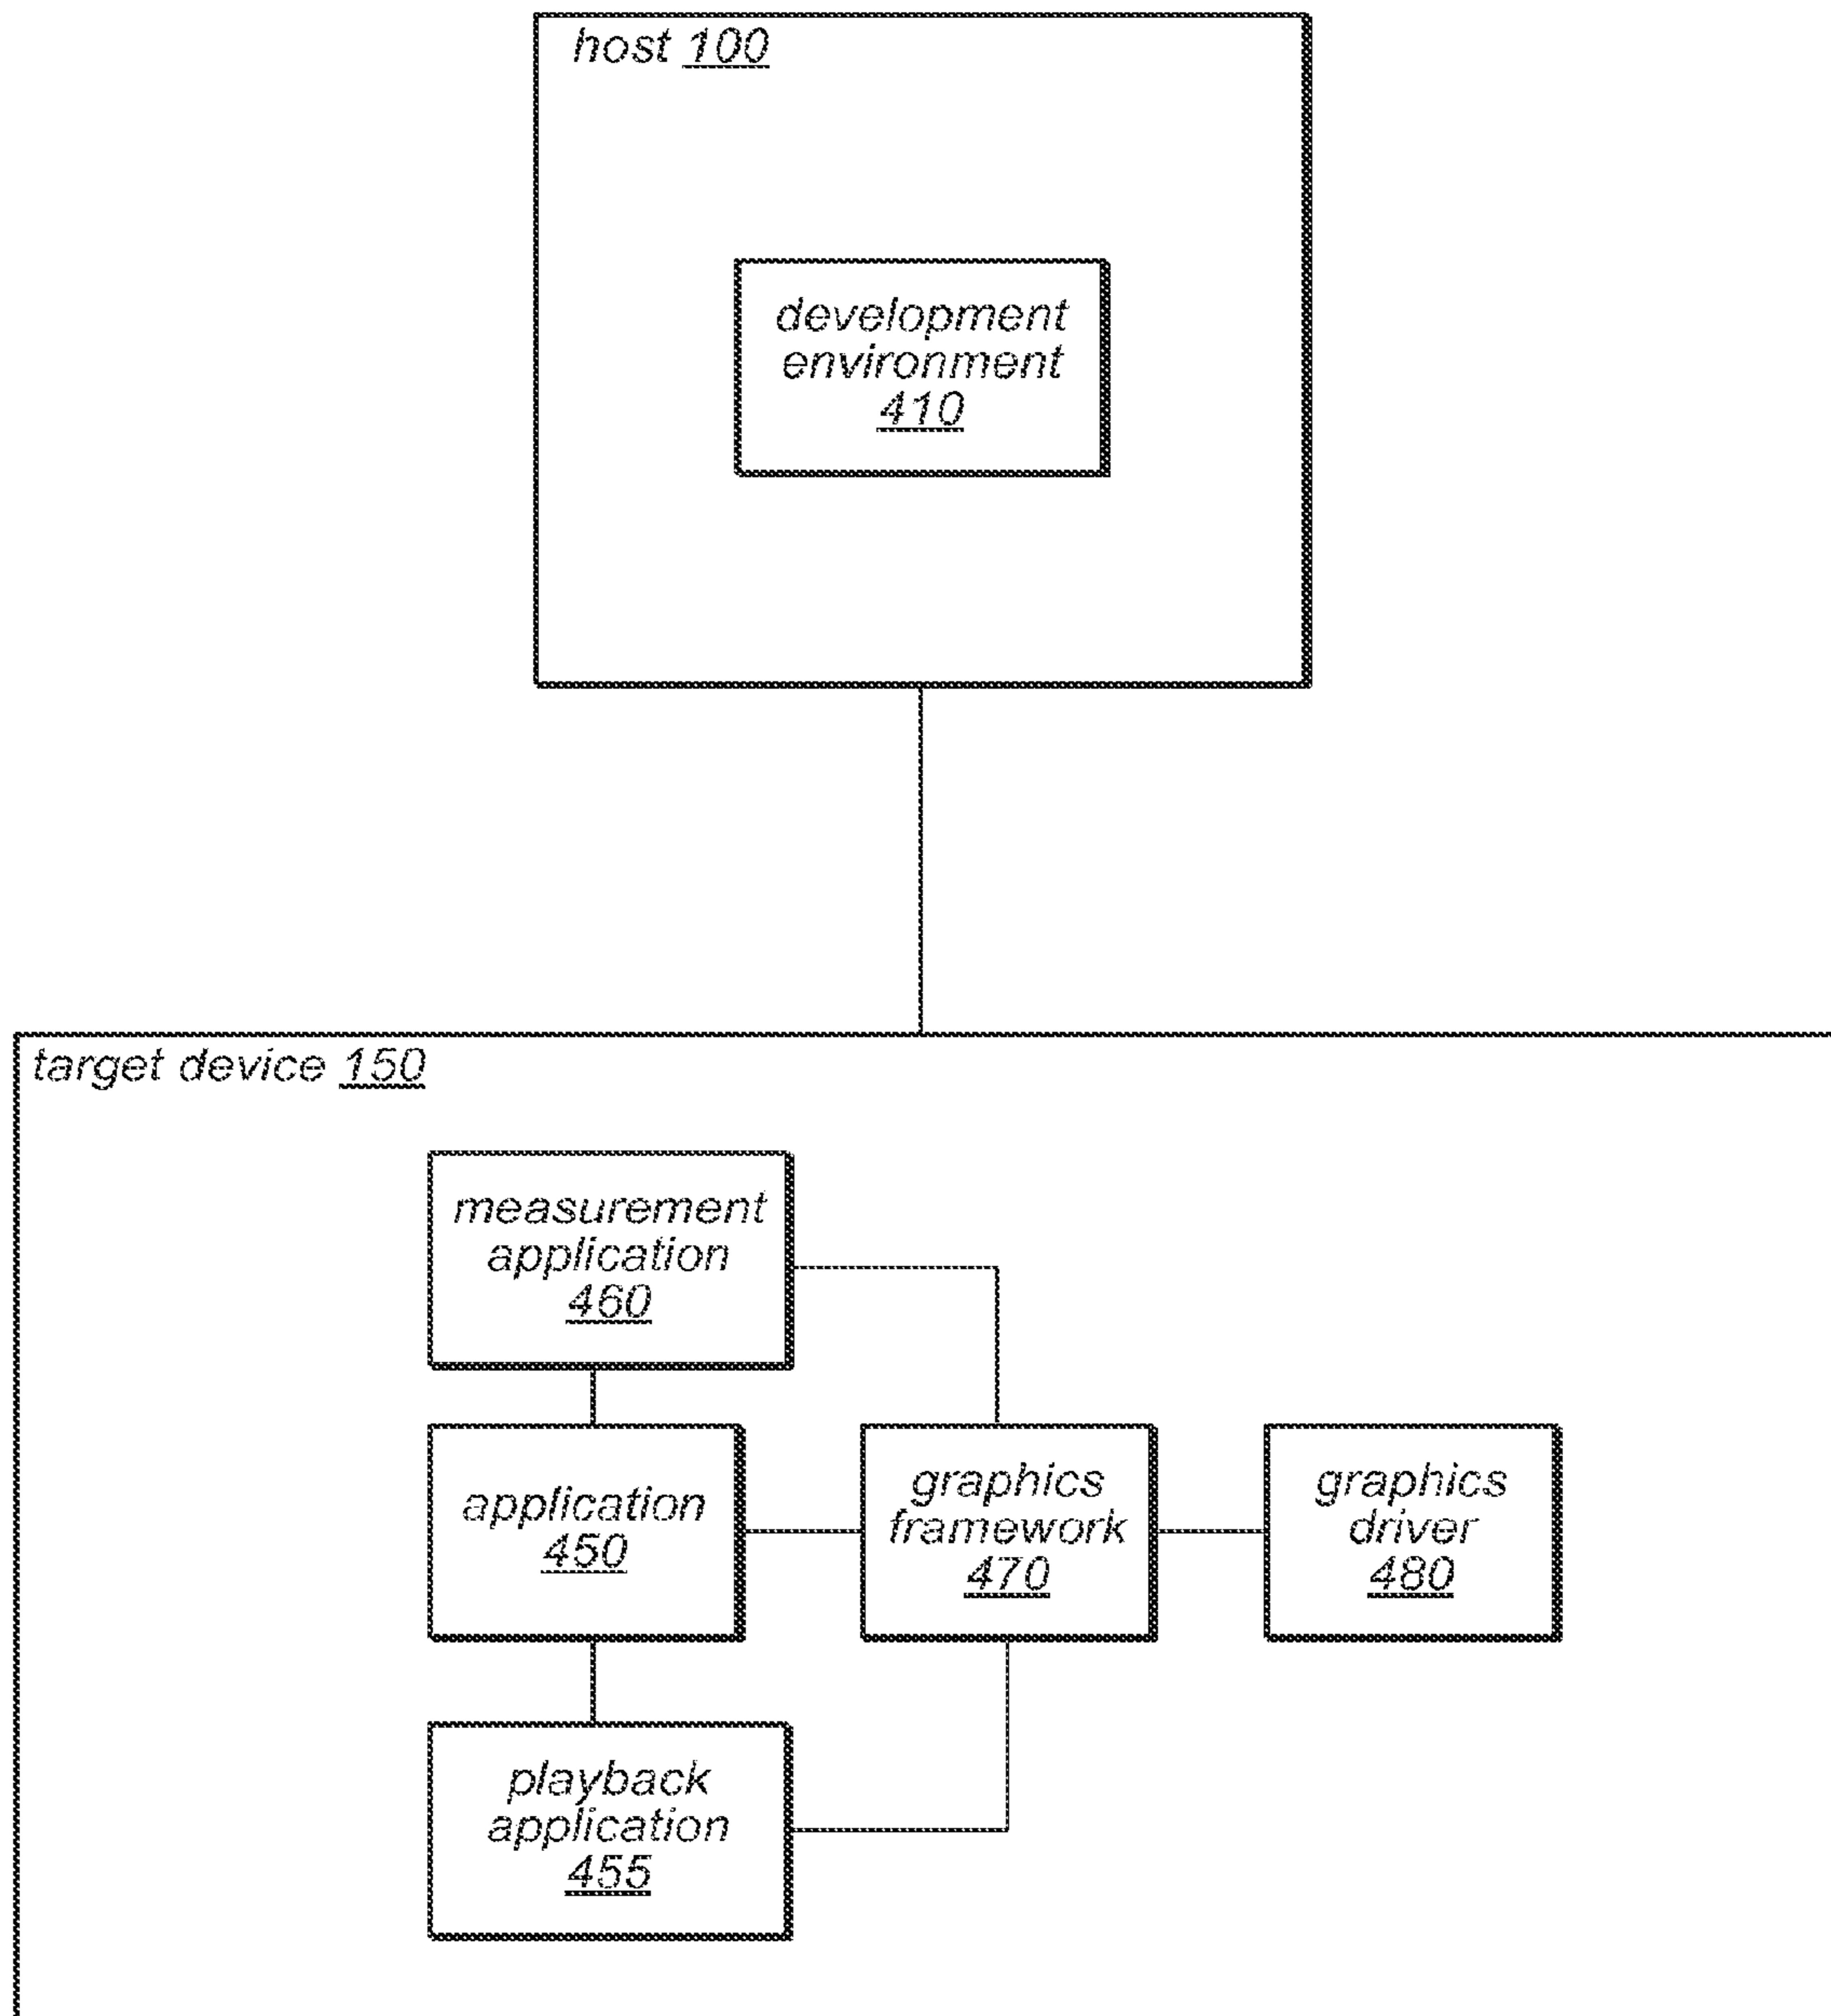 host 100
development
environment
410
target device 150
measurement
application
460
application
450
graphics
framework
470
graphics
driver
480
playback
application
455